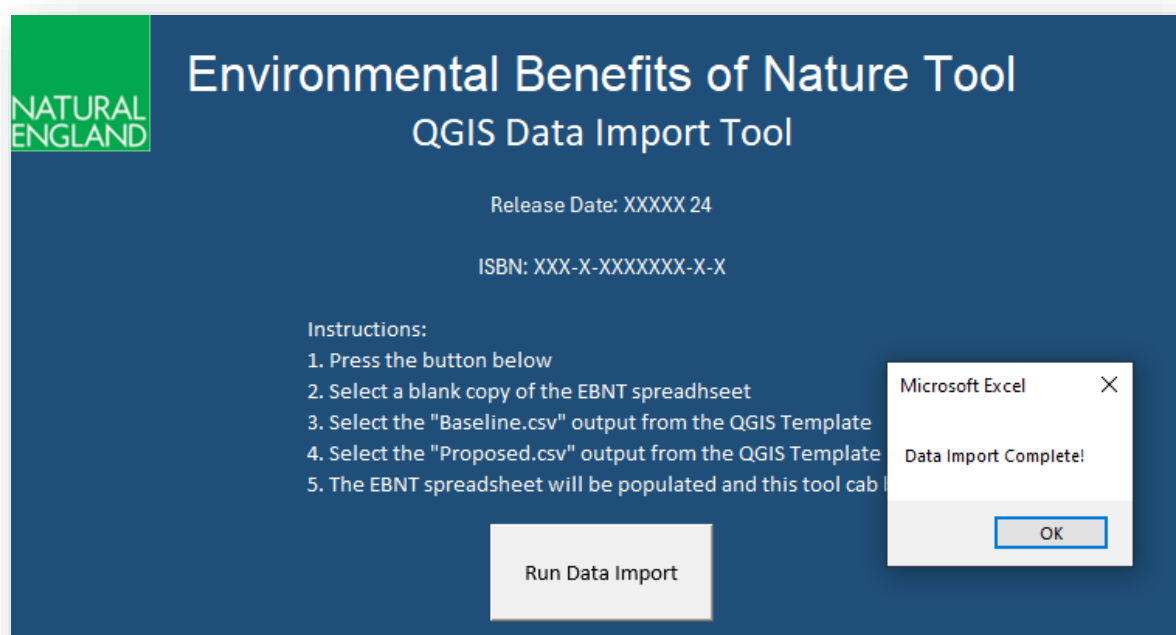 NATURAL
ENGLAND
Environmental Benefits of Nature Tool
QGIS Data Import Tool
Release Date: XXXXX 24
ISBN: XXX-X-XXXXXXX-X-X
Instructions:
1. Press the button below
2. Select a blank copy of the EBNT spreadhseet
3. Select the "Baseline.csv" output from the QGIS Template
4. Select the "Proposed.csv" output from the QGIS Template
5. The EBNT spreadsheet will be populated and this tool cab
Microsoft Excel
Data Import Complete!
OK
Run Data Import